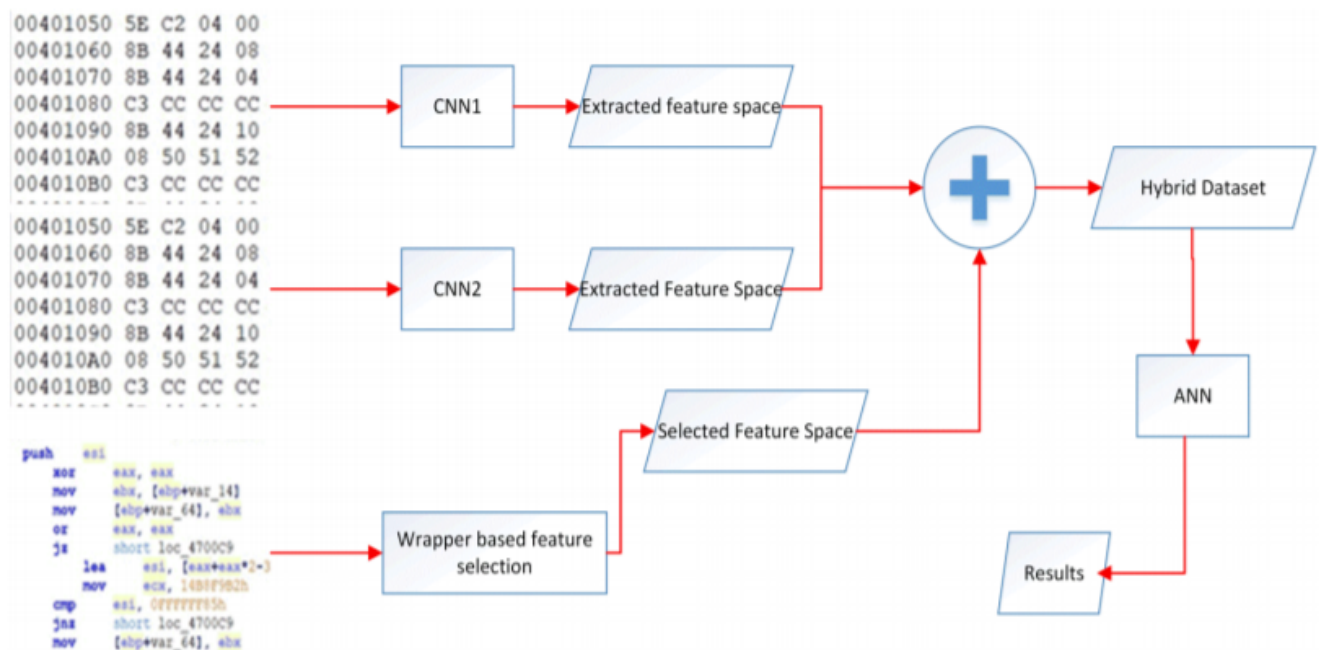 00401050 5E C2 04 00
00401060 8B 44 24 08
00401070 8B 44 24 04
00401080 C3 CC CC CC
00401090 8B 44 24 10
004010A0 08 50 51 52
004010B0 C3 CC CC CC
00401050 5E C2 04 00
00401060 8B 44 24 08
00401070 8B 44 24 04
00401080 C3 CC CC CC
00401090 8B 44 24 10
004010A0 08 50 51 52
004010B0 C3 CC CC CC
push esi
xor eax, eax
mov ebx, [ebp+var_14]
mov [ebp+var_64], ebx
or eax, eax
jz short loc_4700C9
lea esi, [eax+eax*2-3
mov ecx, 14B8F9B2h
cmp esi, 0FFFFFF85h
jnz short loc_4700C9
mov [ebp+var_64], ebx
CNN1
Extracted feature space
CNN2
Extracted Feature Space
Wrapper based feature
selection
Selected Feature Space
Hybrid Dataset
ANN
Results